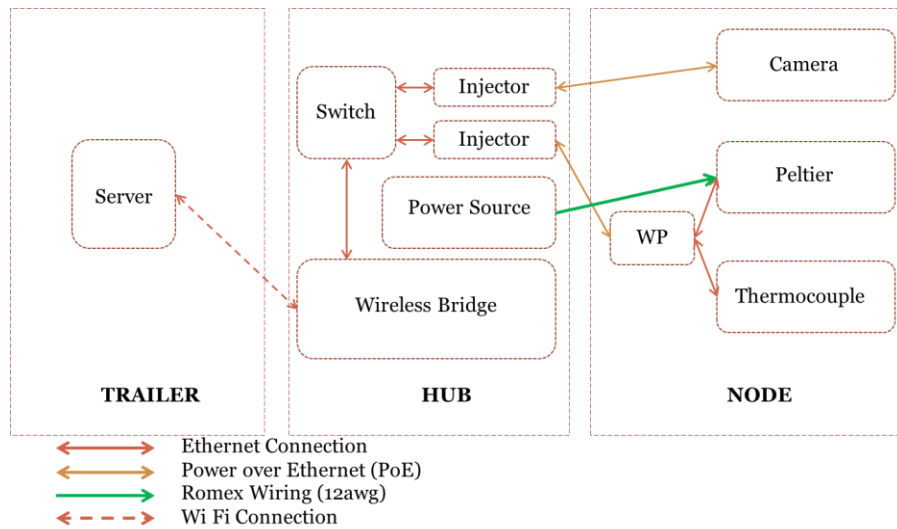 Server
TRAILER
Switch
Injector
Injector
Power Source
Wireless Bridge
HUB
Camera
Peltier
WP
Thermocouple
NODE
Ethernet Connection
Power over Ethernet (PoE)
Romex Wiring (12awg)
Wi Fi Connection